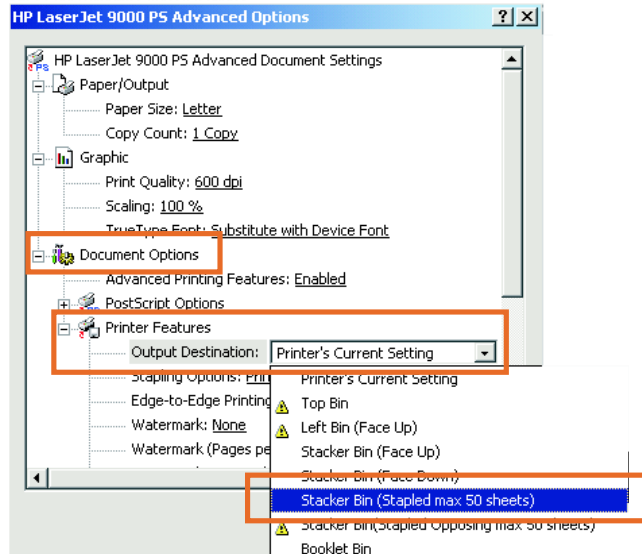 HP LaserJet 9000 PS Advanced Options
HP LaserJet 9000 PS Advanced Document Settings
Paper/Output
Paper Size: Letter
Copy Count: 1 Copy
Graphic
Print Quality: 600 dpi
Scaling: 100 %
TrueType Font: Substitute with Device Font
Document Options
Advanced Printing Features: Enabled
PostScript Options
Printer Features
Output Destination: Printer's Current Setting
Stapling Options:
Printer's Current Setting
Edge-to-Edge Printing
Top Bin
Watermark: None
Left Bin (Face Up)
Watermark (Pages
Stacker Bin (Face Up)
Stacker Bin (Face Down)
Stacker Bin (Stapled max 50 sheets)
Stacker Bin(Stapled Opposing max 50 sheets)
Booklet Bin